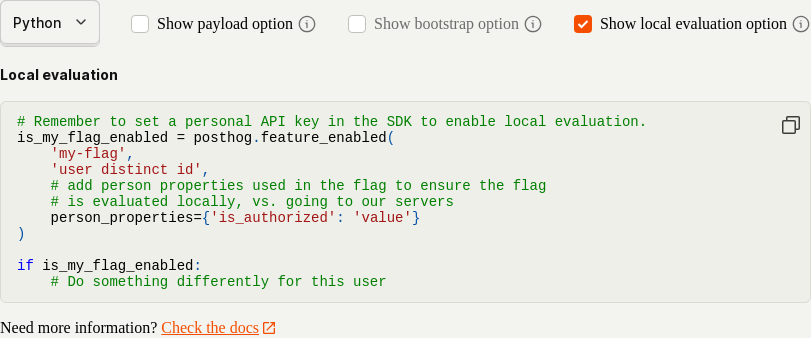 Python Show payload option Show bootstrap option Show local evaluation option
Local evaluation
# Remember to set a personal API key in the SDK to enable local evaluation.
is_my_flag_enabled = posthog.feature_enabled(
    'my-flag',
    'user distinct id',
    # add person properties used in the flag to ensure the flag
    # is evaluated locally, vs. going to our servers
    person_properties={'is_authorized': 'value'}
)
if is_my_flag_enabled:
    # Do something differently for this user
Need more information? Check the docs